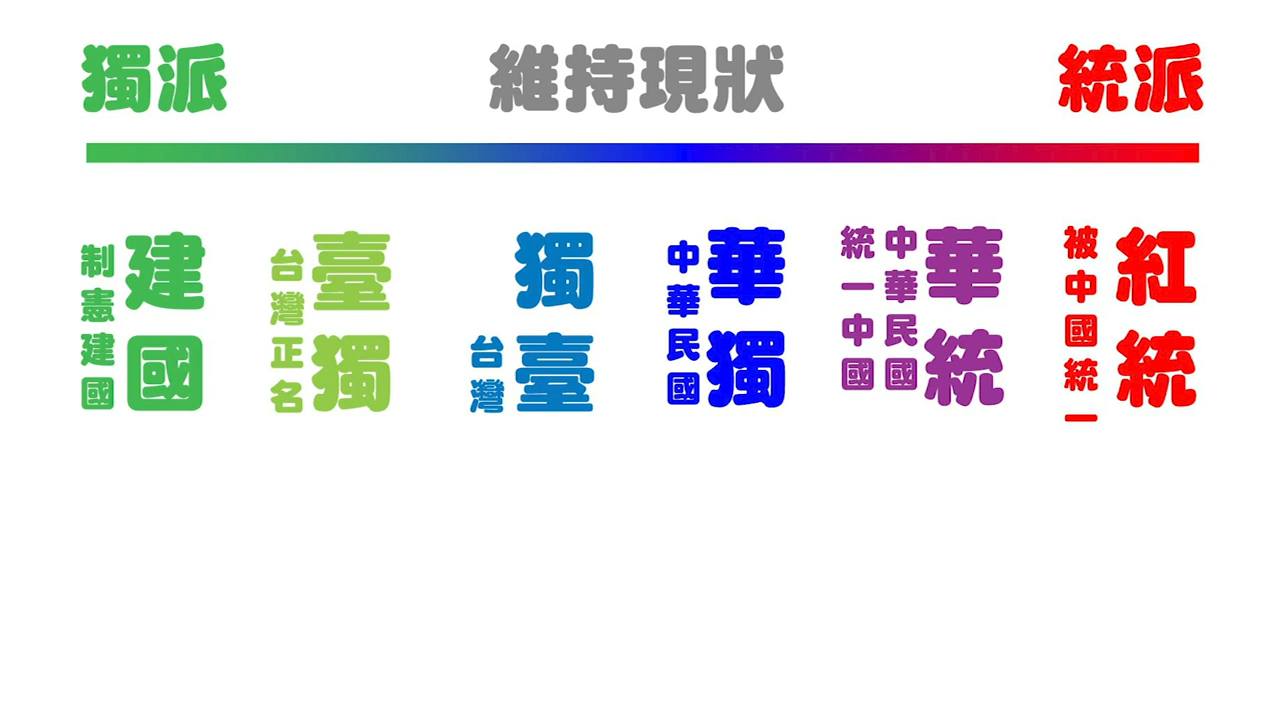 獨派 維持現狀 統派
建國
制憲建國
臺獨
台灣正名
獨臺
台灣
華獨
中華民國
華統
中華民國
統一中國
紅統
被中國統一